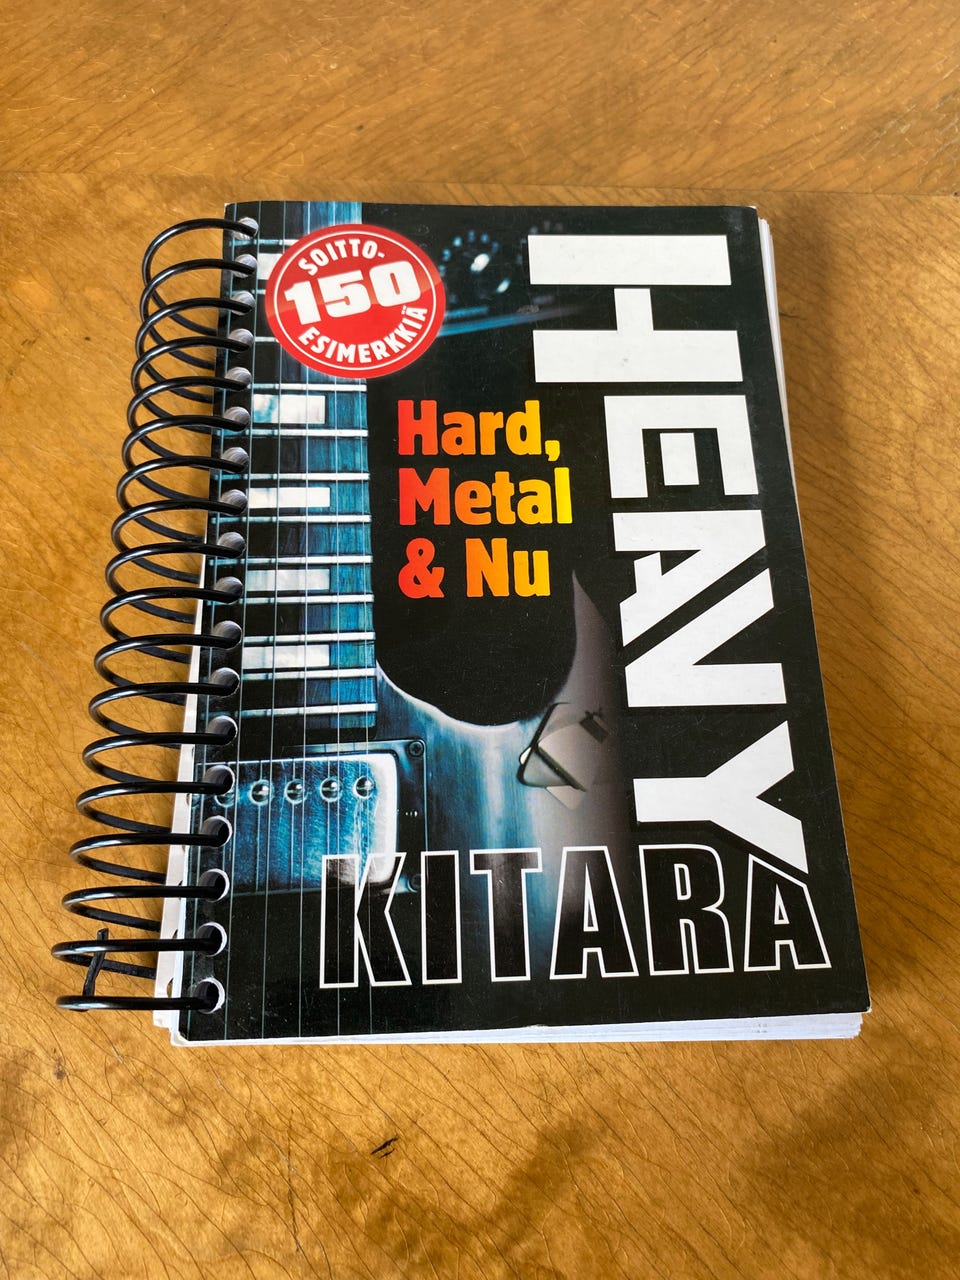 SOITTO-
150
ESIMERKKIÄ
Hard,
Metal
& Nu
HEAVY
KITARA